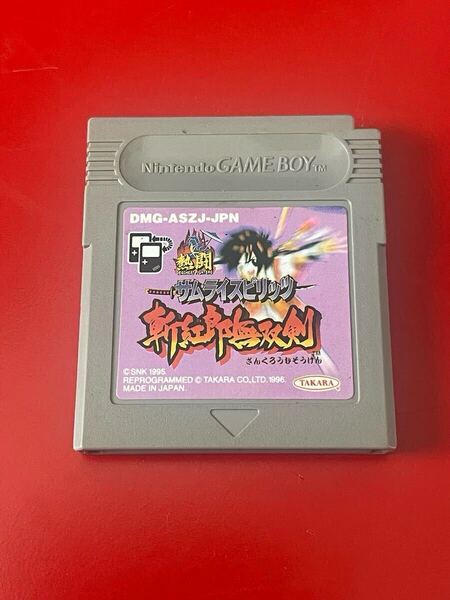 Nintendo GAME BOY TM
DMG-ASZJ-JPN
熱闘
サムライスピリッツ
斬紅郎無双剣
ざんくろうむそうけん
TM
©SNK 1995.
REPROGRAMMED © TAKARA CO.,LTD. 1996.
MADE IN JAPAN.
TAKARA